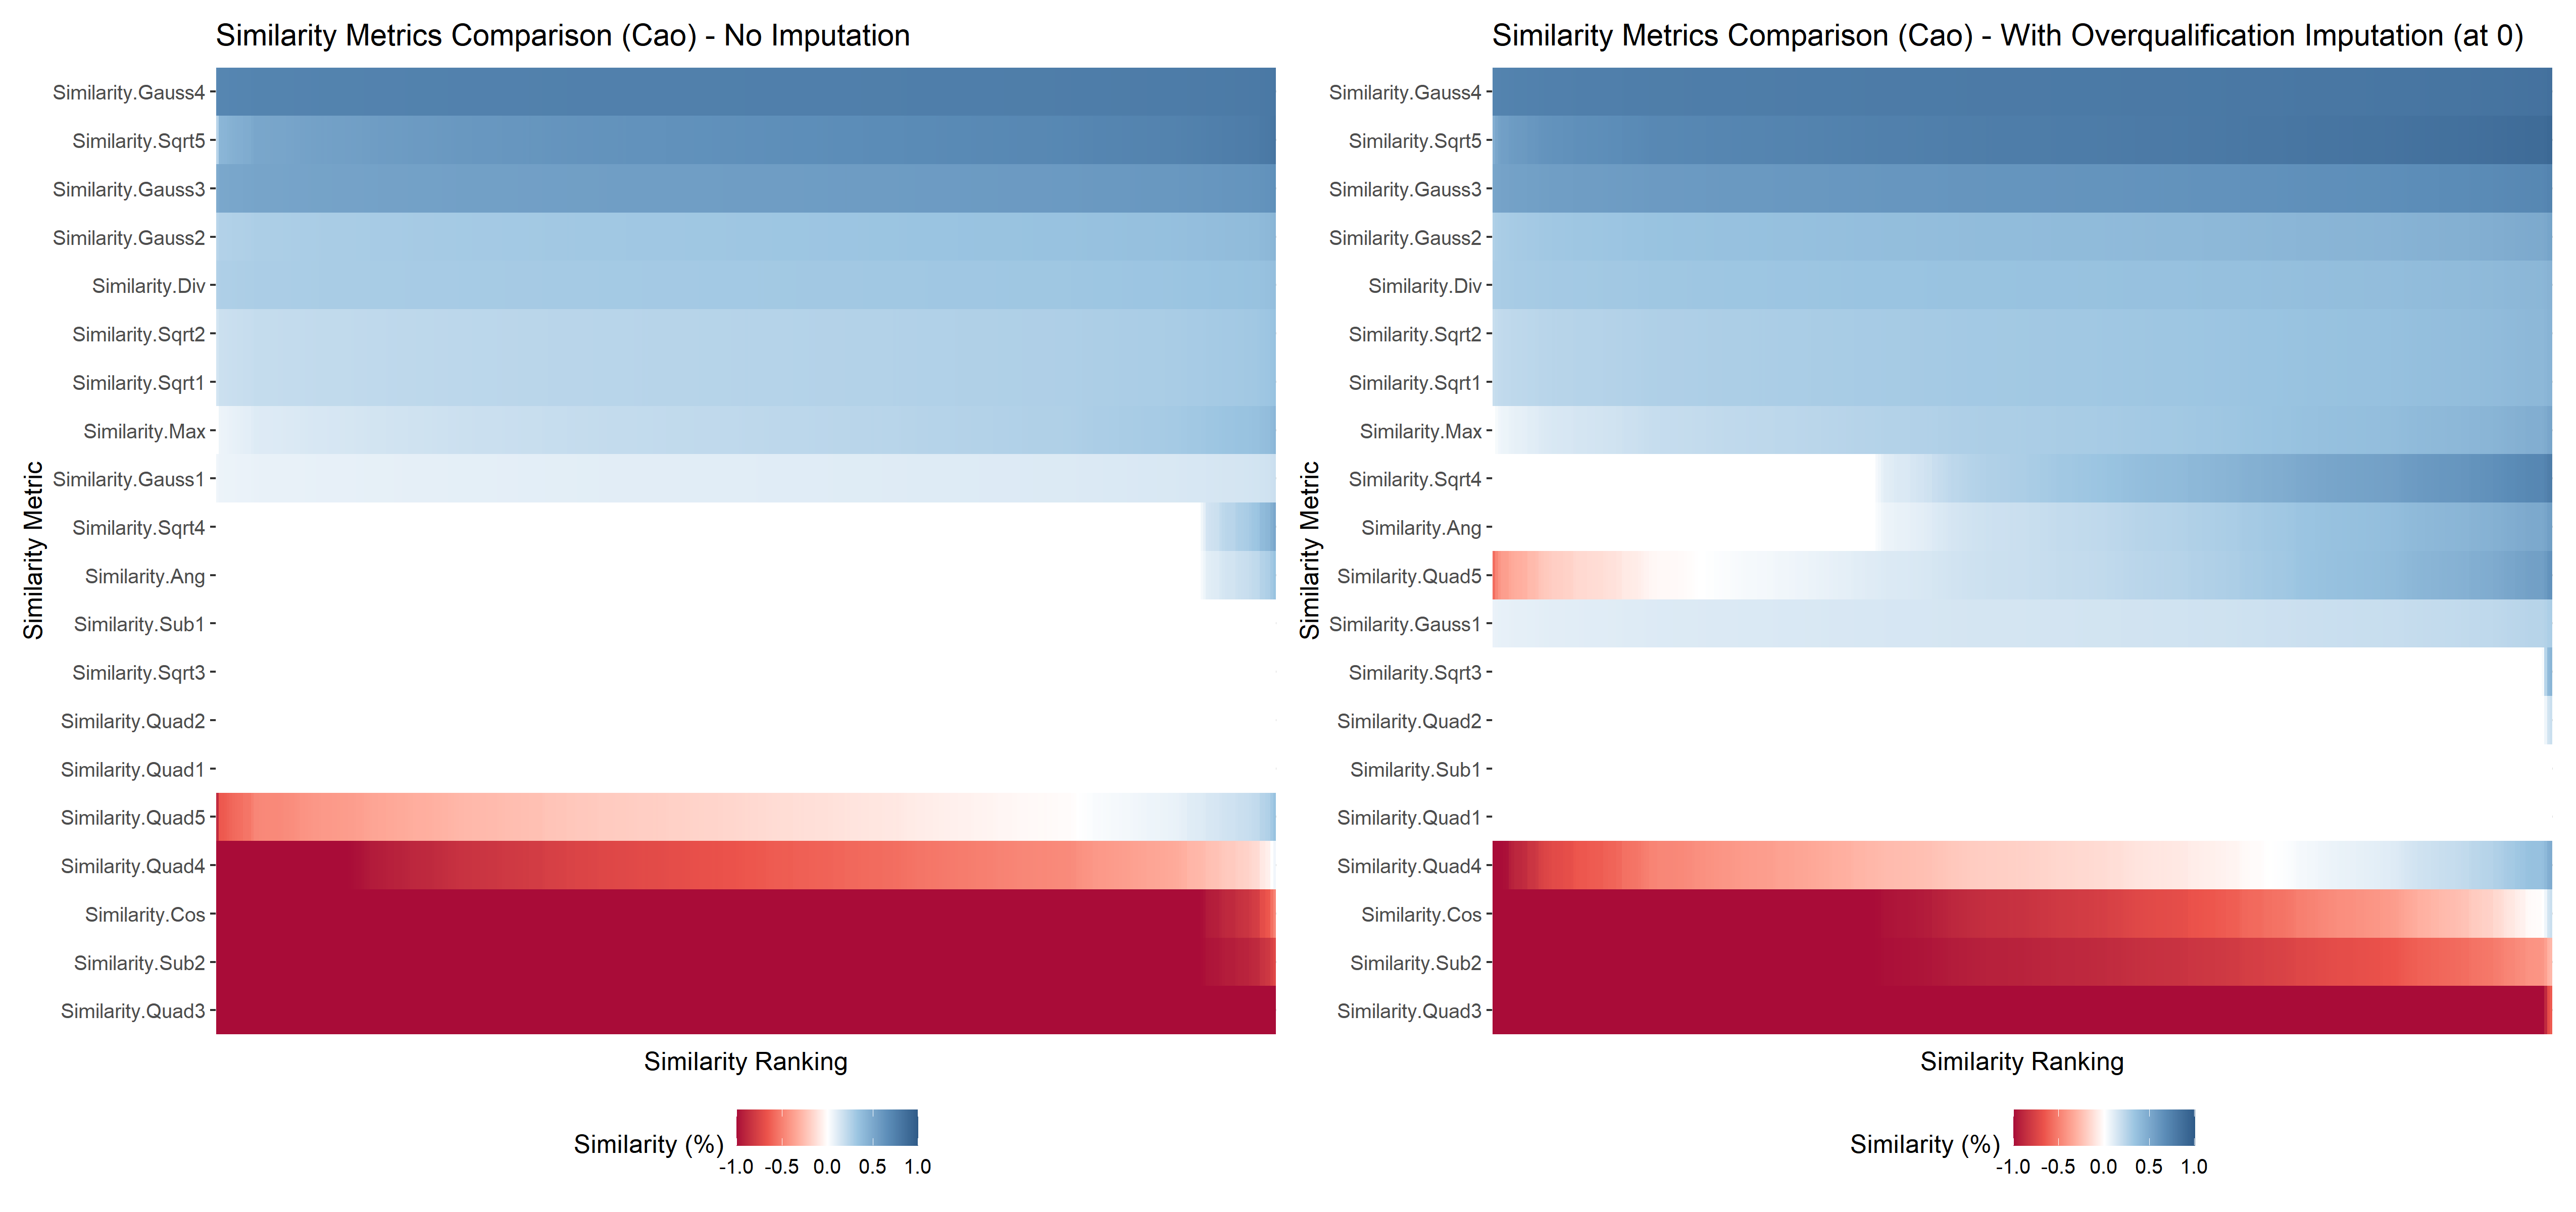 Similarity Metrics Comparison (Cao) - No Imputation
Similarity Metric
Similarity.Gauss4
Similarity.Sqrt5
Similarity.Gauss3
Similarity.Gauss2
Similarity.Div
Similarity.Sqrt2
Similarity.Sqrt1
Similarity.Max
Similarity.Gauss1
Similarity.Sqrt4
Similarity.Ang
Similarity.Sub1
Similarity.Sqrt3
Similarity.Quad2
Similarity.Quad1
Similarity.Quad5
Similarity.Quad4
Similarity.Cos
Similarity.Sub2
Similarity.Quad3
Similarity Ranking
Similarity (%)
-1.0 -0.5 0.0 0.5 1.0
Similarity Metrics Comparison (Cao) - With Overqualification Imputation (at 0)
Similarity Metric
Similarity.Gauss4
Similarity.Sqrt5
Similarity.Gauss3
Similarity.Gauss2
Similarity.Div
Similarity.Sqrt2
Similarity.Sqrt1
Similarity.Max
Similarity.Sqrt4
Similarity.Ang
Similarity.Quad5
Similarity.Gauss1
Similarity.Sqrt3
Similarity.Quad2
Similarity.Sub1
Similarity.Quad1
Similarity.Quad4
Similarity.Cos
Similarity.Sub2
Similarity.Quad3
Similarity Ranking
Similarity (%)
-1.0 -0.5 0.0 0.5 1.0